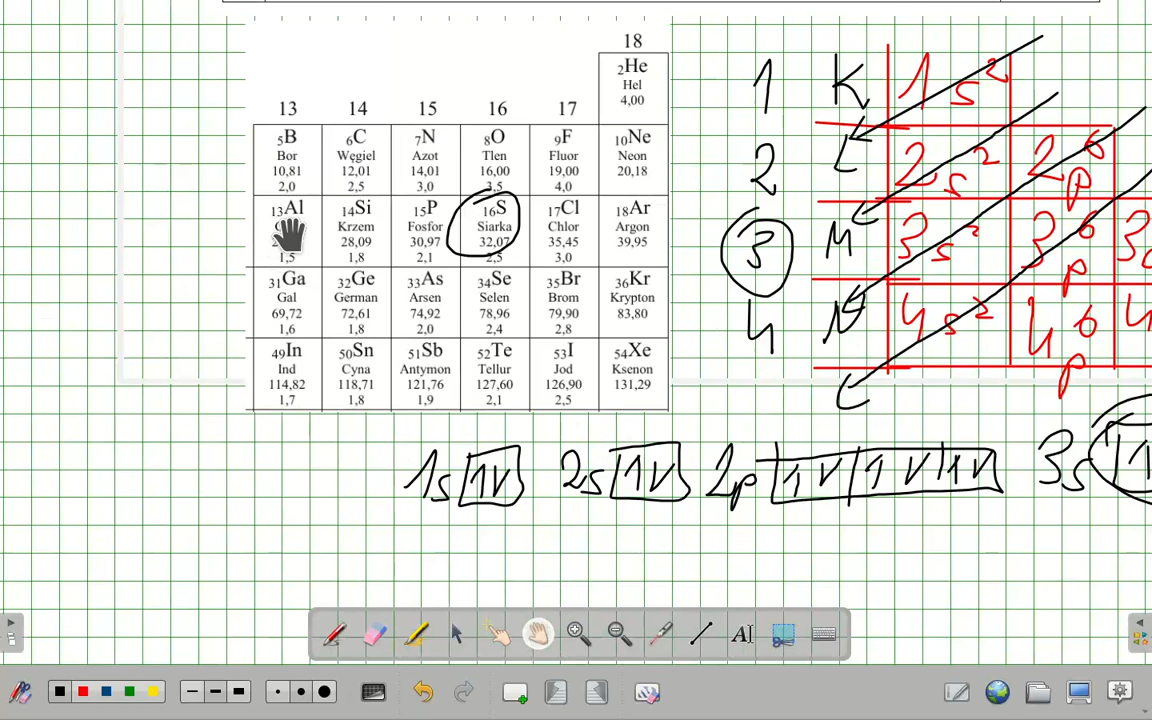 18
2He
Hel
4,00
13 14 15 16 17
5B 6C 7N 8O 9F 10Ne
Bor Węgiel Azot Tlen Fluor Neon
10,81 12,01 14,01 16,00 19,00 20,18
2,0 2,5 3,0 3,5 4,0
13Al 14Si 15P 16S 17Cl 18Ar
Krzem Fosfor Siarka Chlor Argon
28,09 30,97 32,07 35,45 39,95
1,5 1,8 2,1 2,5 3,0
31Ga 32Ge 33As 34Se 35Br 36Kr
Gal German Arsen Selen Brom Krypton
69,72 72,61 74,92 78,96 79,90 83,80
1,6 1,8 2,0 2,4 2,8
49In 50Sn 51Sb 52Te 53I 54Xe
Ind Cyna Antymon Tellur Jod Ksenon
114,82 118,71 121,76 127,60 126,90 131,29
1,7 1,8 1,9 2,1 2,5
1 K 1s2
2 L 2s2 2p6
3 M 3s2 3p6 3
4 N 4s2 4p6 4
1s 2s 2p 3s
A